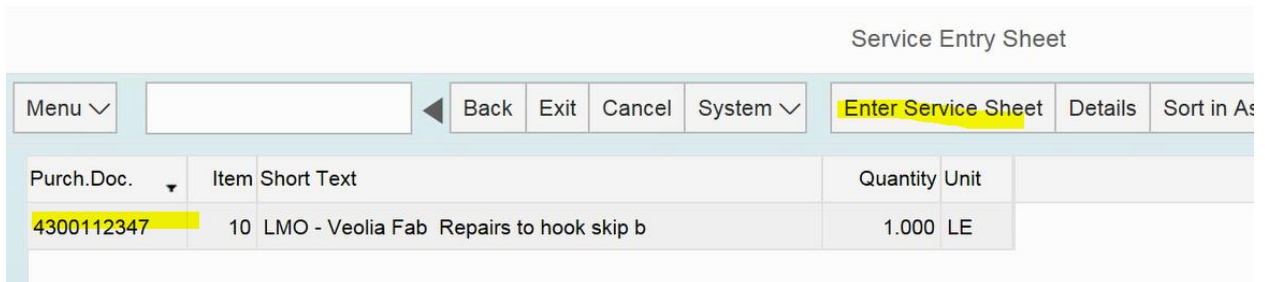 Service Entry Sheet
Menu Back Exit Cancel System Enter Service Sheet Details Sort in As
Purch.Doc. Item Short Text Quantity Unit
4300112347 10 LMO - Veolia Fab Repairs to hook skip b 1.000 LE